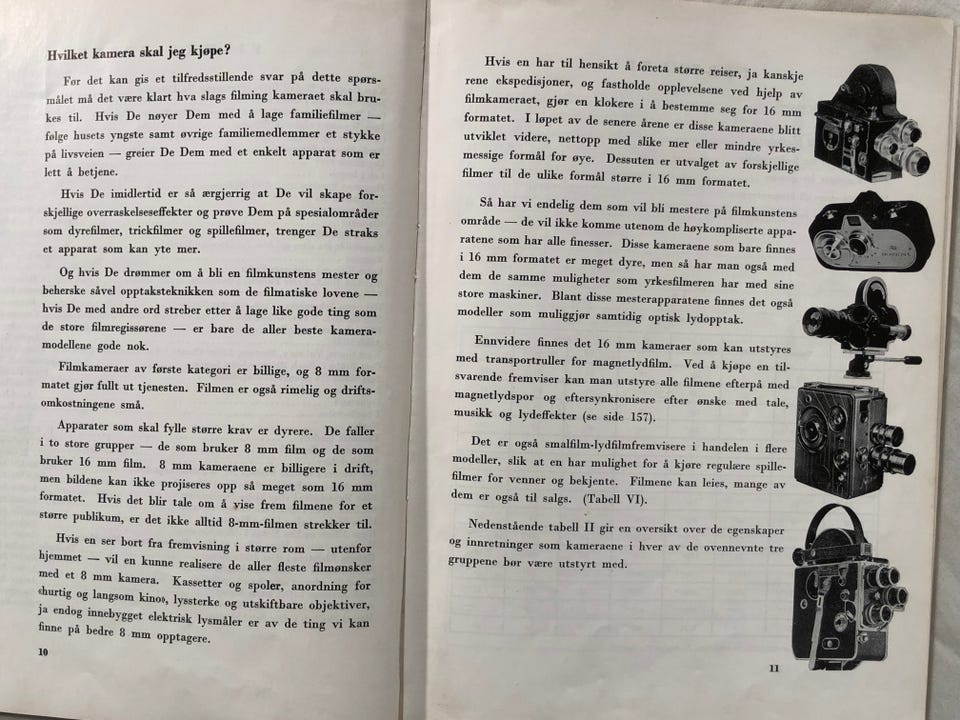 Hvilket kamera skal jeg kjøpe?
Før det kan gis et tilfredsstillende svar på dette spørs-
målet må det være klart hva slags filming kameraet skal bru-
kes til. Hvis De nøyer Dem med å lage familiefilmer —
følge husets yngste samt øvrige familiemedlemmer et stykke
på livsveien — greier De Dem med et enkelt apparat som er
lett å betjene.
Hvis De imidlertid er så ærgjerrig at De vil skape for-
skjellige overraskelseseffekter og prøve Dem på spesialområder
som dyrefilmer, trickfilmer og spillefilmer, trenger De straks
et apparat som kan yte mer.
Og hvis De drømmer om å bli en filmkunstens mester og
beherske såvel opptaksteknikken som de filmatiske lovene —
hvis De med andre ord streber etter å lage like gode ting som
de store filmregissørene — er bare de aller beste kamera-
modellene gode nok.
Filmkameraer av første kategori er billige, og 8 mm for-
matet gjør fullt ut tjenesten. Filmen er også rimelig og drifts-
omkostningene små.
Apparater som skal fylle større krav er dyrere. De faller
i to store grupper — de som bruker 8 mm film og de som
bruker 16 mm film. 8 mm kameraene er billigere i drift,
men bildene kan ikke projiseres opp så meget som 16 mm
formatet. Hvis det blir tale om å vise frem filmene for et
større publikum, er det ikke alltid 8-mm-filmen strekker til.
Hvis en ser bort fra fremvisning i større rom — utenfor
hjemmet — vil en kunne realisere de aller fleste filmønsker
med et 8 mm kamera. Kassetter og spoler, anordning for
«hurtig og langsom kino», lyssterke og utskiftbare objektiver,
ja endog innebygget elektrisk lysmåler er av de ting vi kan
finne på bedre 8 mm opptagere.
10
Hvis en har til hensikt å foreta større reiser, ja kanskje
rene ekspedisjoner, og fastholde opplevelsene ved hjelp av
filmkameraet, gjør en klokere i å bestemme seg for 16 mm
formatet. I løpet av de senere årene er disse kameraene blitt
utviklet videre, nettopp med slike mer eller mindre yrkes-
messige formål for øye. Dessuten er utvalget av forskjellige
filmer til de ulike formål større i 16 mm formatet.
Så har vi endelig dem som vil bli mestere på filmkunstens
område — de vil ikke komme utenom de høykompliserte appa-
ratene som har alle finesser. Disse kameraene som bare finnes
i 16 mm formatet er meget dyre, men så har man også med
dem de samme muligheter som yrkesfilmeren har med sine
store maskiner. Blant disse mesterapparatene finnes det også
modeller som muliggjør samtidig optisk lydopptak.
Ennvidere finnes det 16 mm kameraer som kan utstyres
med transportruller for magnetlydfilm. Ved å kjøpe en til-
svarende fremviser kan man utstyre alle filmene efterpå med
magnetlydspor og eftersynkronisere efter ønske med tale,
musikk og lydeffekter (se side 157).
Det er også smalfilm-lydfilmfremvisere i handelen i flere
modeller, slik at en har mulighet for å kjøre regulære spille-
filmer for venner og bekjente. Filmene kan leies, mange av
dem er også til salgs. (Tabell VI).
Nedenstående tabell II gir en oversikt over de egenskaper
og innretninger som kameraene i hver av de ovennevnte tre
gruppene bør være utstyrt med.
11